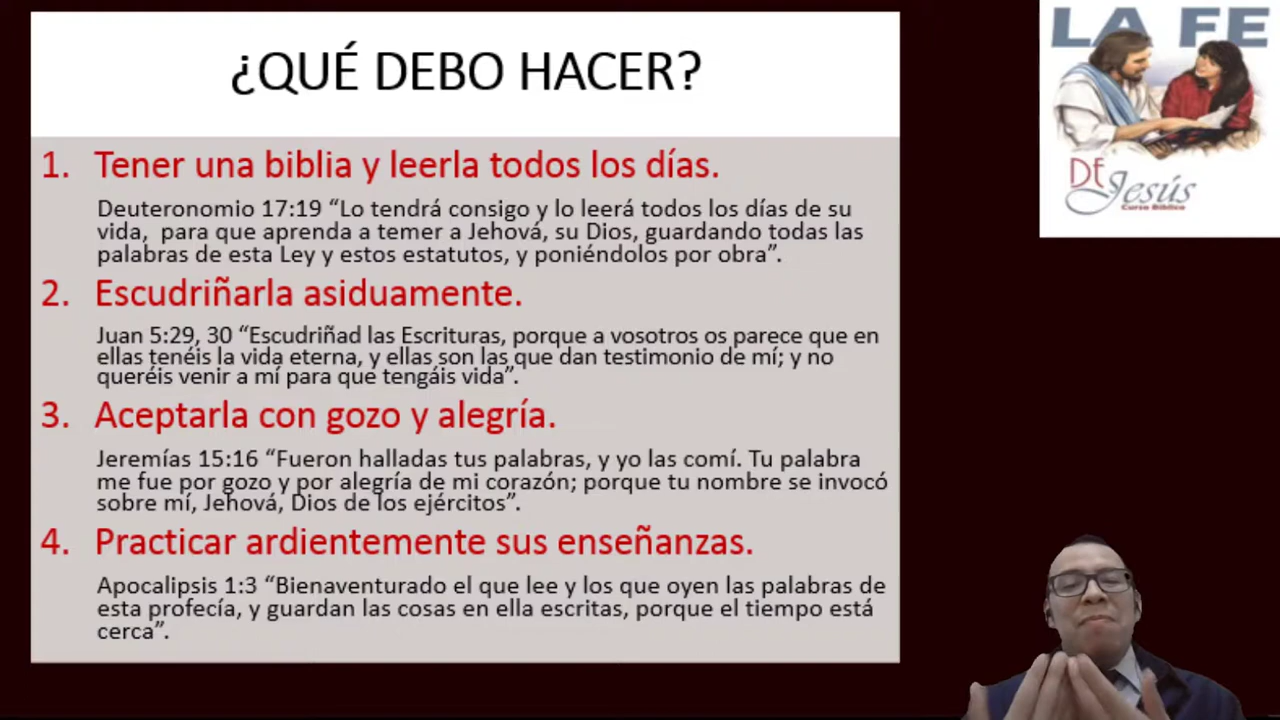 ¿QUÉ DEBO HACER?
1. Tener una biblia y leerla todos los días.
Deuteronomio 17:19 “Lo tendrá consigo y lo leerá todos los días de su
vida, para que aprenda a temer a Jehová, su Dios, guardando todas las
palabras de esta Ley y estos estatutos, y poniéndolos por obra”.
2. Escudriñarla asiduamente.
Juan 5:29, 30 “Escudriñad las Escrituras, porque a vosotros os parece que en
ellas tenéis la vida eterna, y ellas son las que dan testimonio de mí; y no
queréis venir a mí para que tengáis vida”.
3. Aceptarla con gozo y alegría.
Jeremías 15:16 “Fueron halladas tus palabras, y yo las comí. Tu palabra
me fue por gozo y por alegría de mi corazón; porque tu nombre se invocó
sobre mí, Jehová, Dios de los ejércitos”.
4. Practicar ardientemente sus enseñanzas.
Apocalipsis 1:3 “Bienaventurado el que lee y los que oyen las palabras de
esta profecía, y guardan las cosas en ella escritas, porque el tiempo está
cerca”.
LA FE
DE
Jesús
Curso Bíblico